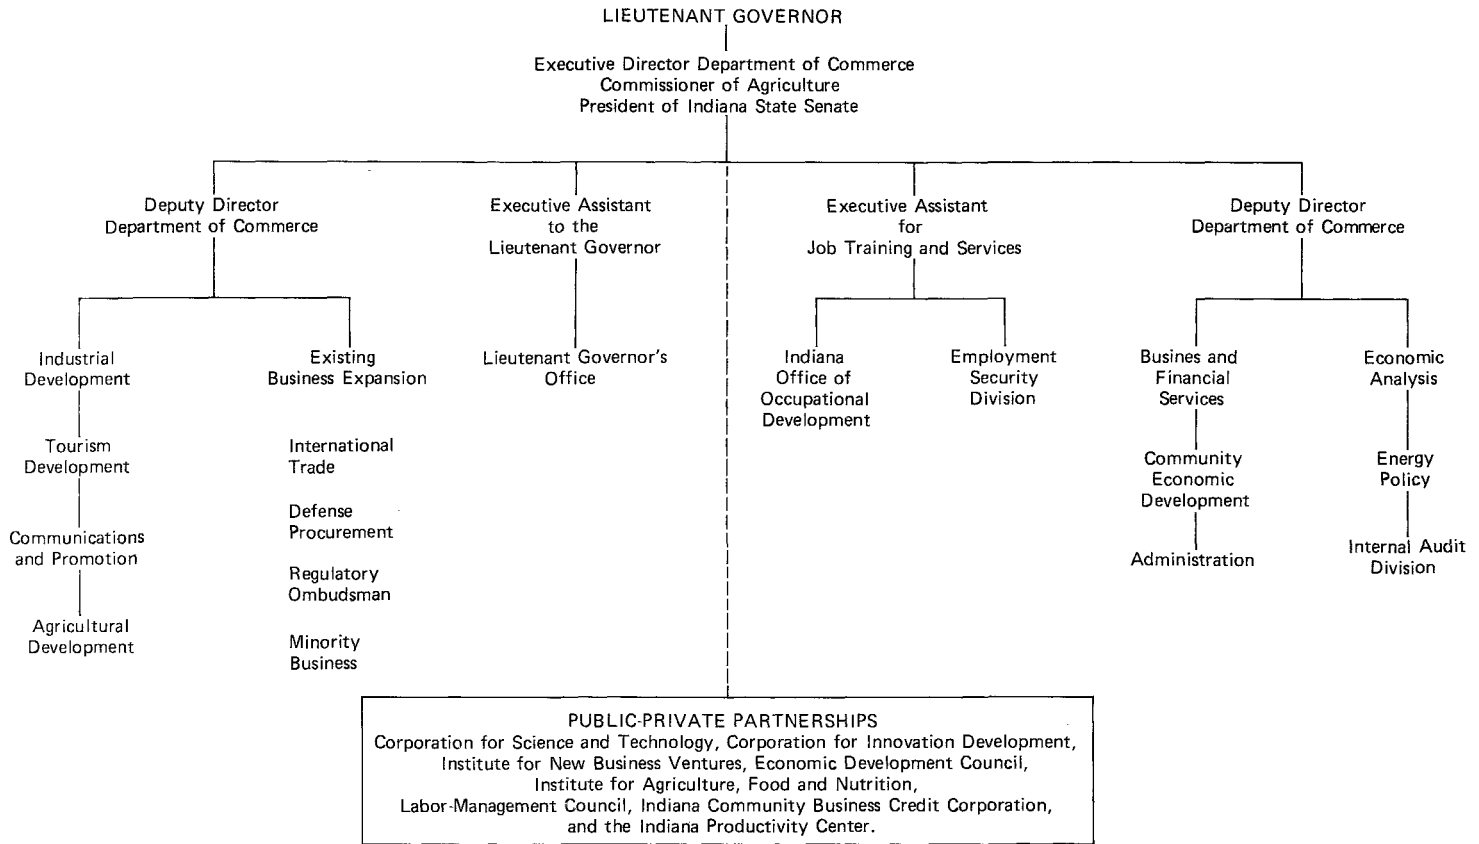 LIEUTENANT GOVERNOR
Executive Director Department of Commerce
Commissioner of Agriculture
President of Indiana State Senate
Deputy Director
Department of Commerce
Executive Assistant
to the
Lieutenant Governor
Executive Assistant
for
Job Training and Services
Deputy Director
Department of Commerce
Industrial
Development
Existing
Business Expansion
Lieutenant Governor's
Office
Indiana
Office of
Occupational
Development
Employment
Security
Division
Busines and
Financial
Services
Economic
Analysis
Tourism
Development
International
Trade
Community
Economic
Development
Energy
Policy
Communications
and Promotion
Defense
Procurement
Administration
Internal Audit
Division
Regulatory
Ombudsman
Agricultural
Development
Minority
Business
PUBLIC-PRIVATE PARTNERSHIPS
Corporation for Science and Technology, Corporation for Innovation Development,
Institute for New Business Ventures, Economic Development Council,
Institute for Agriculture, Food and Nutrition,
Labor-Management Council, Indiana Community Business Credit Corporation,
and the Indiana Productivity Center.